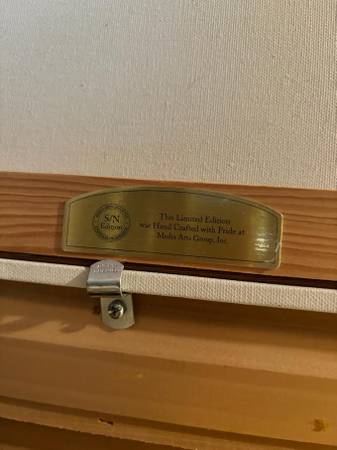 S/N
Edition
This Limited Edition
was Hand Crafted with Pride at
Media Arts Group, Inc.